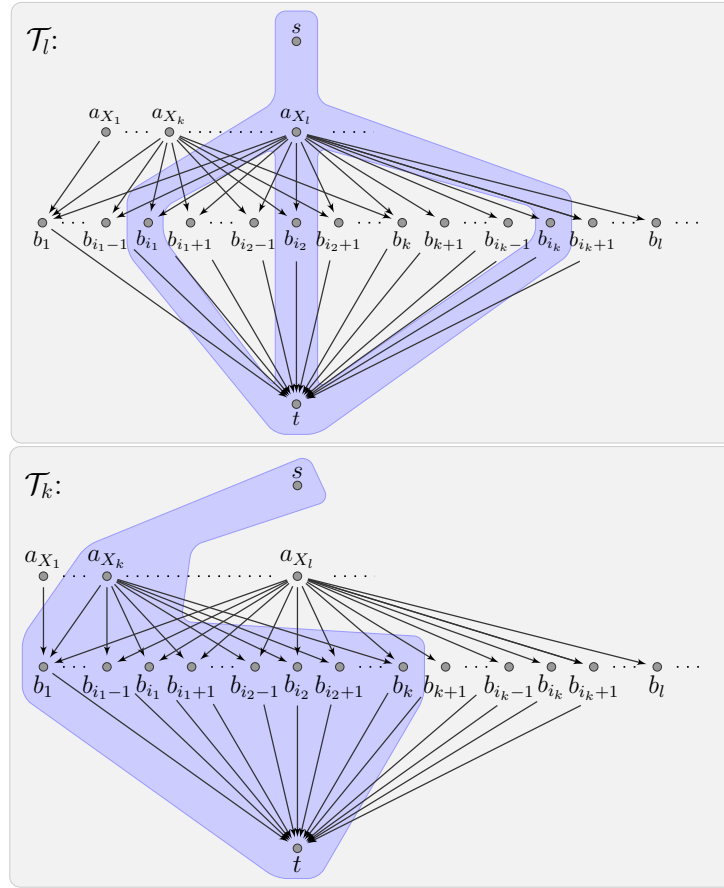 𝒯_l:
s
a_{X_1} a_{X_k} a_{X_l}
b_1 b_{i_1−1} b_{i_1} b_{i_1+1} b_{i_2−1} b_{i_2} b_{i_2+1} b_k b_{k+1} b_{i_k−1} b_{i_k} b_{i_k+1} b_l
t
𝒯_k:
s
a_{X_1} a_{X_k} a_{X_l}
b_1 b_{i_1−1} b_{i_1} b_{i_1+1} b_{i_2−1} b_{i_2} b_{i_2+1} b_k b_{k+1} b_{i_k−1} b_{i_k} b_{i_k+1} b_l
t